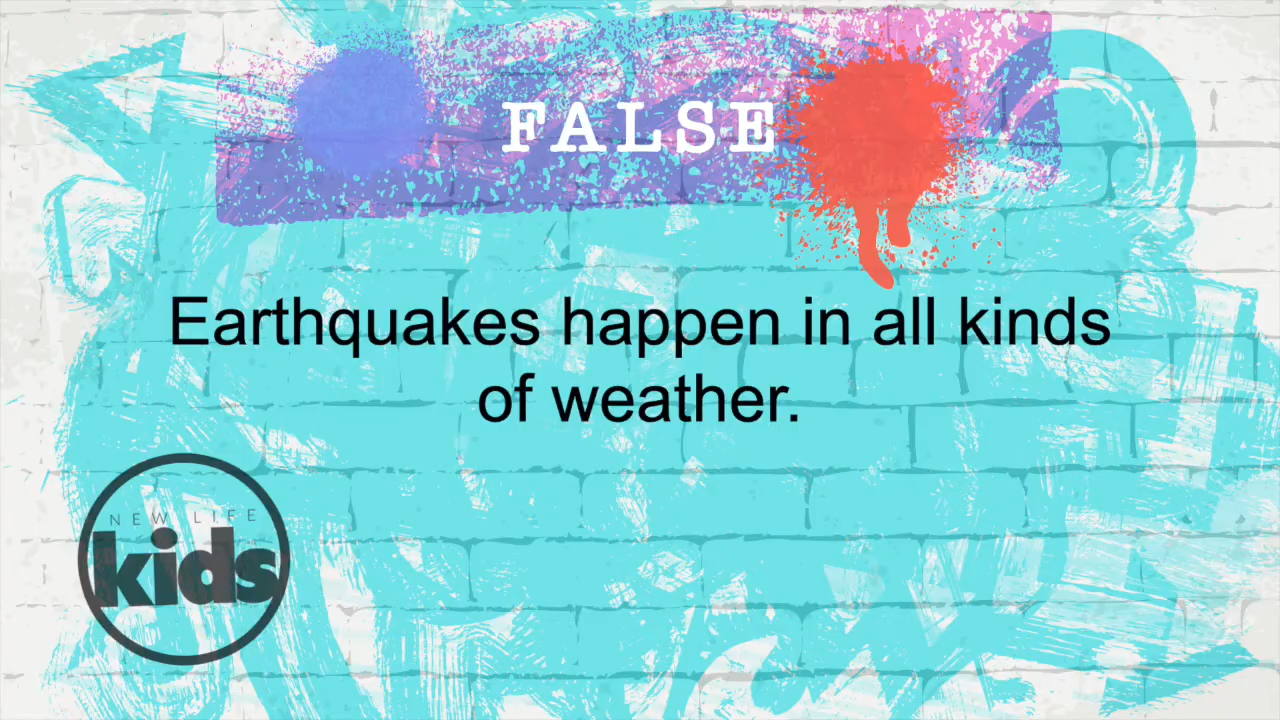 FALSE
Earthquakes happen in all kinds
of weather.
NEW LIFE
kids